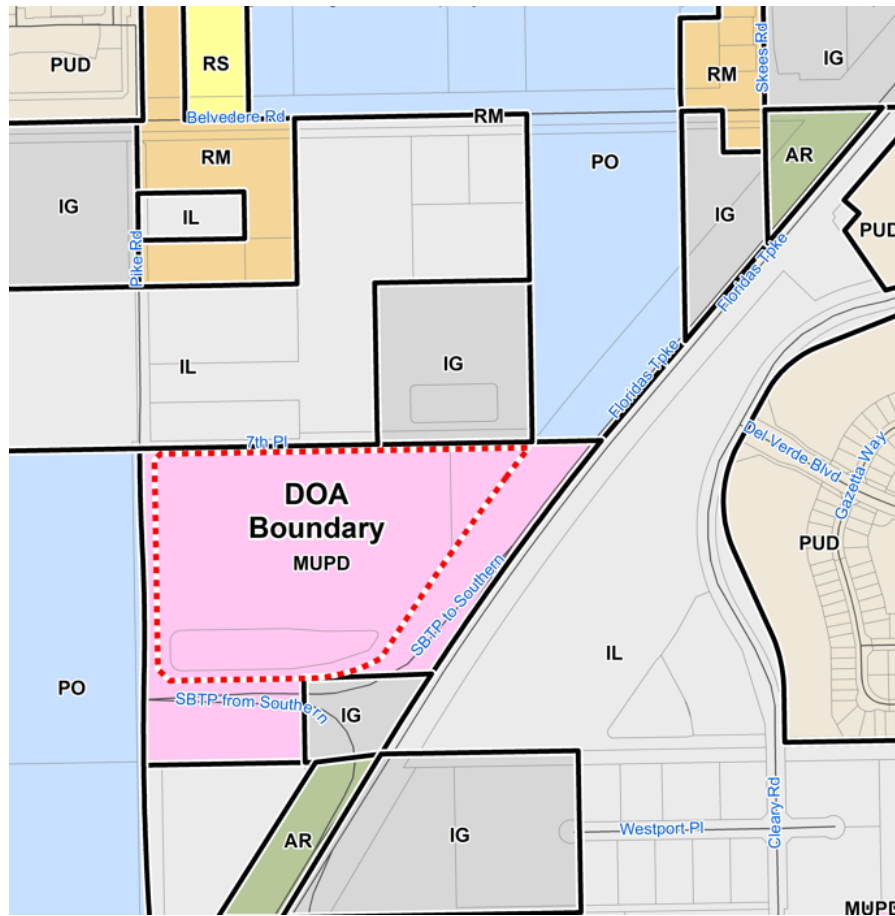 PUD
RS
RM
Skees Rd
IG
Belvedere Rd
RM
RM
PO
AR
IG
IL
IG
Pike Rd
Floridas Tpke
PUD
IL
IG
Floridas-Tpke
7th Pl
Del Verde Blvd
Gazetta-Way
DOA
Boundary
MUPD
PUD
SBTP to Southern
PO
IL
SBTP from Southern
IG
AR
IG
Westport Pl
Cleary Rd
MUPD